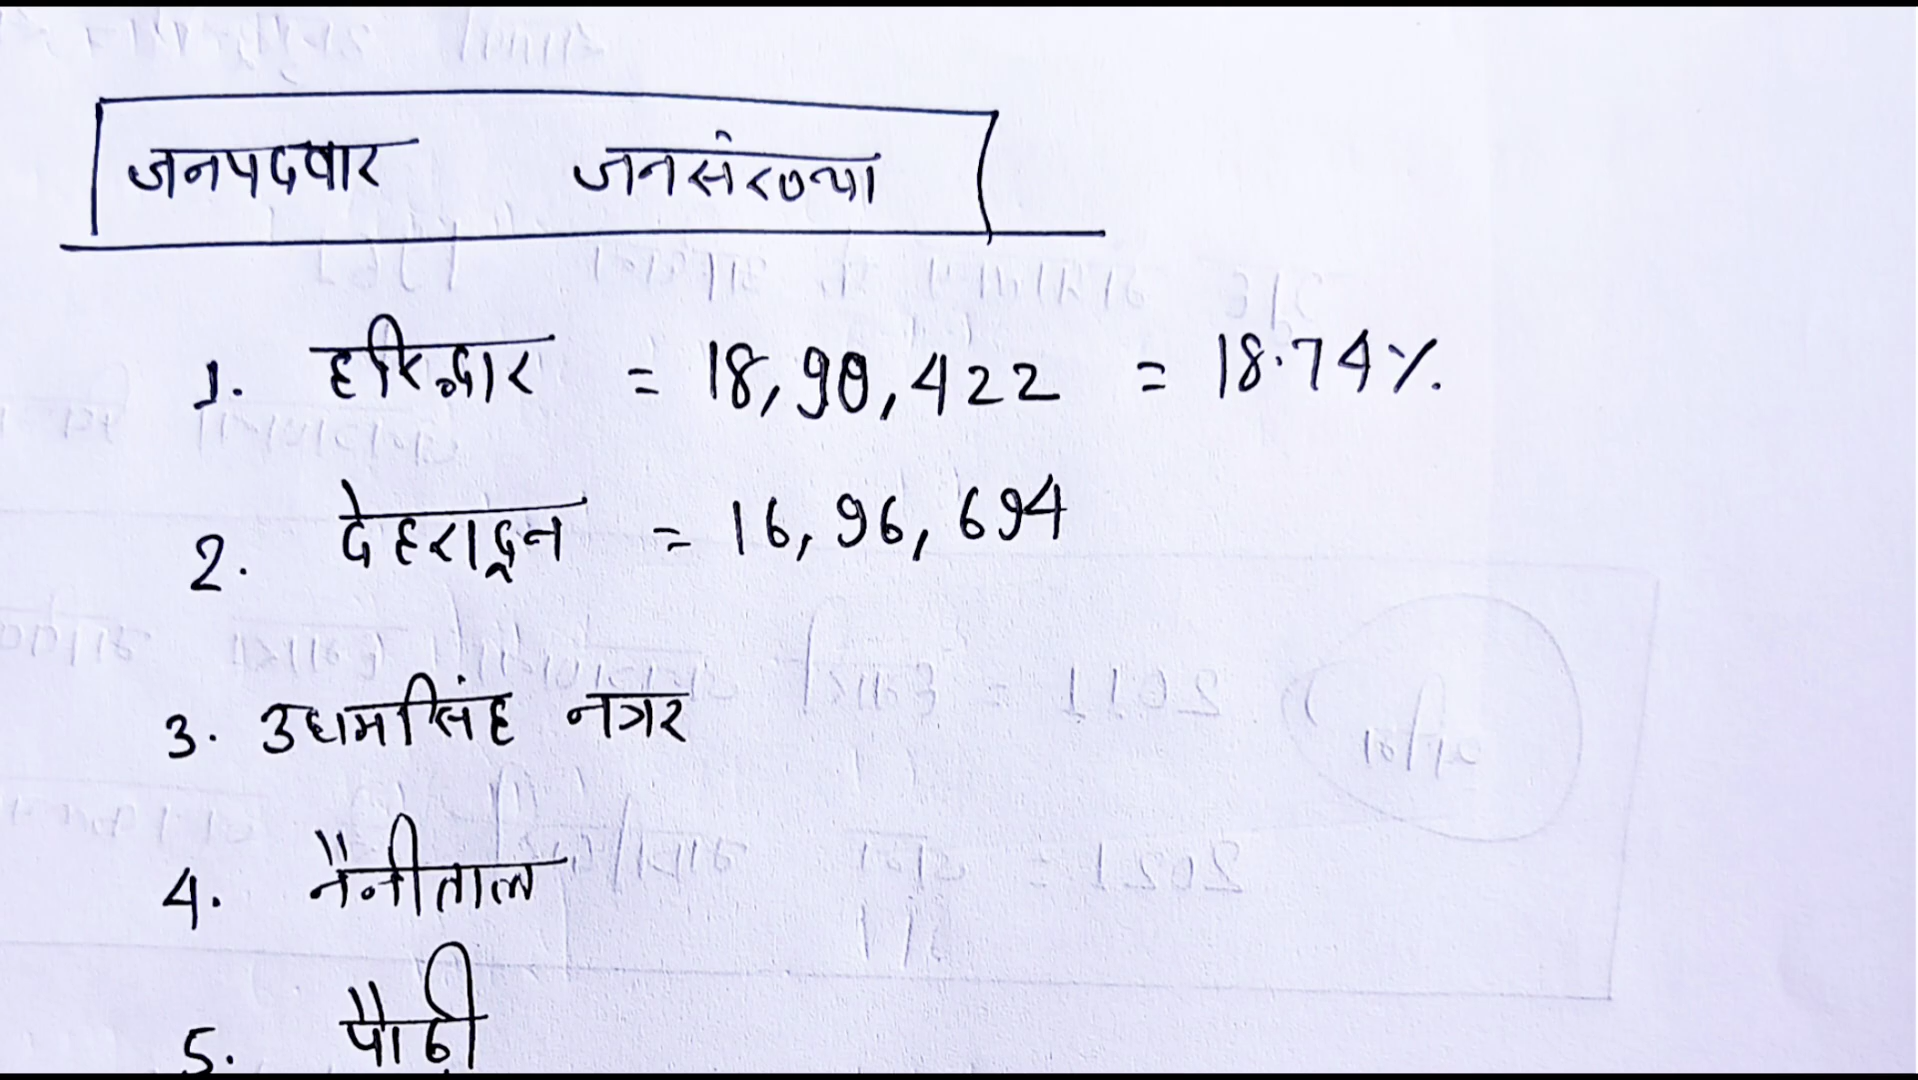 जनपदवार जनसंख्या
1. हरिद्वार = 18,90,422 = 18.74%.
2. देहरादून = 16,96,694
3. उधमसिंह नगर
4. नैनीताल
5. पौड़ी